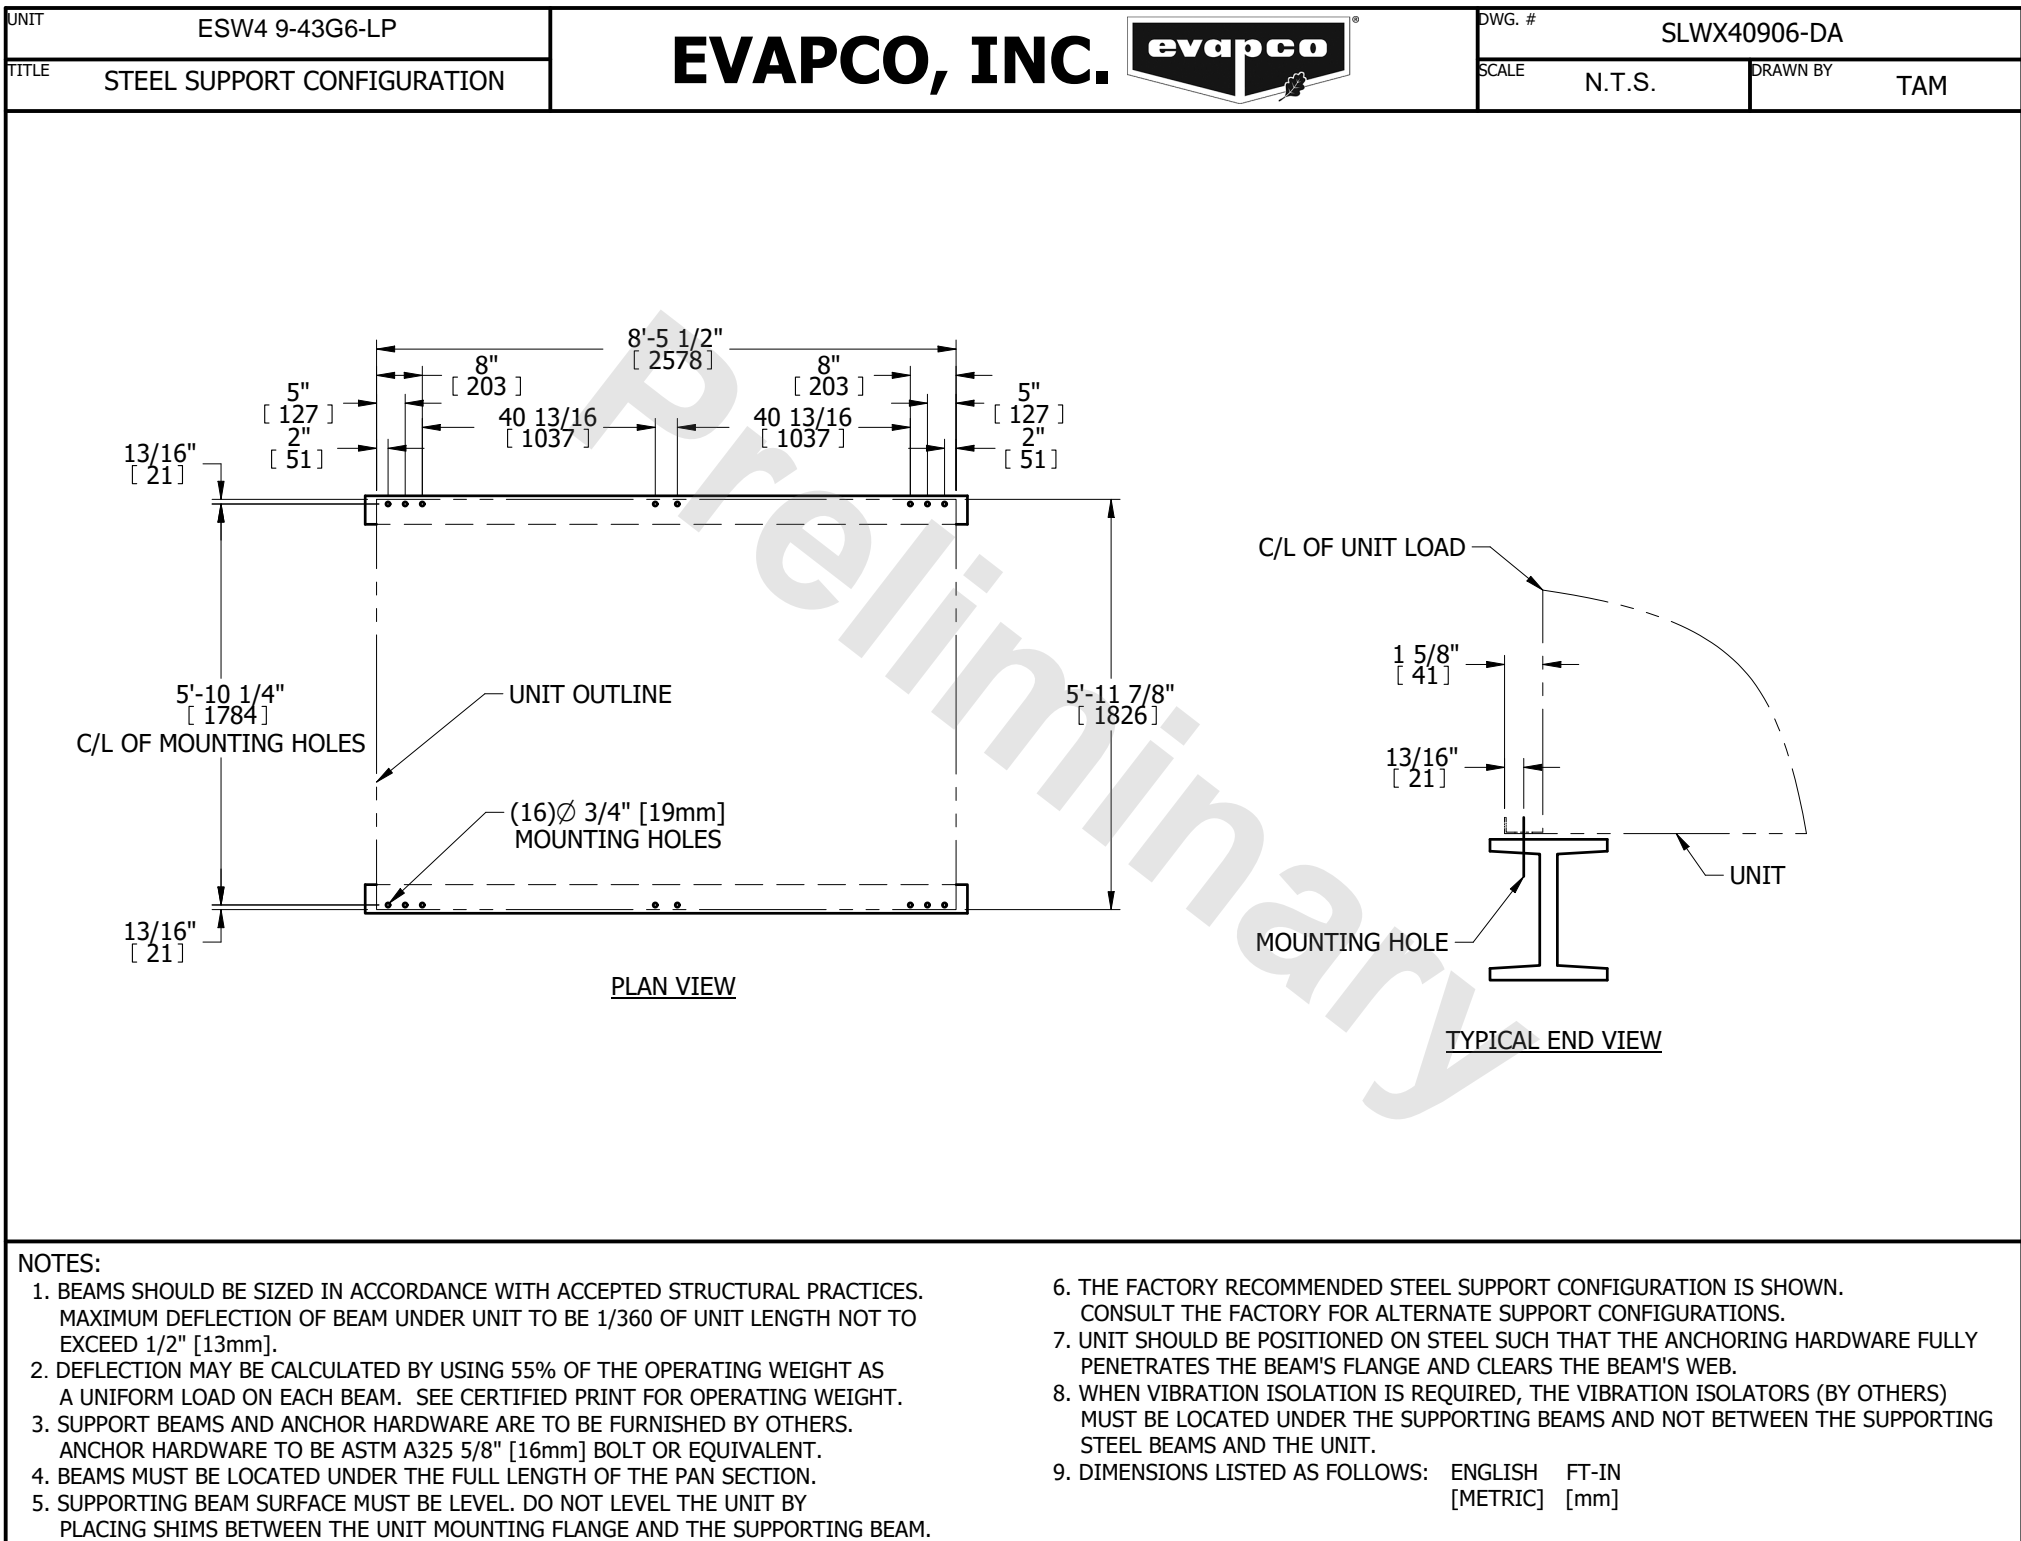 UNIT
ESW4 9-43G6-LP
TITLE
STEEL SUPPORT CONFIGURATION
EVAPCO, INC.
evapco
®
DWG. #
SLWX40906-DA
SCALE
N.T.S.
DRAWN BY
TAM
8'-5 1/2"
[ 2578 ]
8"
[ 203 ]
8"
[ 203 ]
5"
[ 127 ]
5"
[ 127 ]
40 13/16
[ 1037 ]
40 13/16
[ 1037 ]
2"
[ 51 ]
2"
[ 51 ]
13/16"
[ 21 ]
5'-10 1/4"
[ 1784 ]
C/L OF MOUNTING HOLES
UNIT OUTLINE
5'-11 7/8"
[ 1826 ]
(16)Ø 3/4" [19mm]
MOUNTING HOLES
13/16"
[ 21 ]
PLAN VIEW
C/L OF UNIT LOAD
1 5/8"
[ 41 ]
13/16"
[ 21 ]
UNIT
MOUNTING HOLE
TYPICAL END VIEW
Preliminary
NOTES:
1. BEAMS SHOULD BE SIZED IN ACCORDANCE WITH ACCEPTED STRUCTURAL PRACTICES.
MAXIMUM DEFLECTION OF BEAM UNDER UNIT TO BE 1/360 OF UNIT LENGTH NOT TO
EXCEED 1/2" [13mm].
2. DEFLECTION MAY BE CALCULATED BY USING 55% OF THE OPERATING WEIGHT AS
A UNIFORM LOAD ON EACH BEAM. SEE CERTIFIED PRINT FOR OPERATING WEIGHT.
3. SUPPORT BEAMS AND ANCHOR HARDWARE ARE TO BE FURNISHED BY OTHERS.
ANCHOR HARDWARE TO BE ASTM A325 5/8" [16mm] BOLT OR EQUIVALENT.
4. BEAMS MUST BE LOCATED UNDER THE FULL LENGTH OF THE PAN SECTION.
5. SUPPORTING BEAM SURFACE MUST BE LEVEL. DO NOT LEVEL THE UNIT BY
PLACING SHIMS BETWEEN THE UNIT MOUNTING FLANGE AND THE SUPPORTING BEAM.
6. THE FACTORY RECOMMENDED STEEL SUPPORT CONFIGURATION IS SHOWN.
CONSULT THE FACTORY FOR ALTERNATE SUPPORT CONFIGURATIONS.
7. UNIT SHOULD BE POSITIONED ON STEEL SUCH THAT THE ANCHORING HARDWARE FULLY
PENETRATES THE BEAM'S FLANGE AND CLEARS THE BEAM'S WEB.
8. WHEN VIBRATION ISOLATION IS REQUIRED, THE VIBRATION ISOLATORS (BY OTHERS)
MUST BE LOCATED UNDER THE SUPPORTING BEAMS AND NOT BETWEEN THE SUPPORTING
STEEL BEAMS AND THE UNIT.
9. DIMENSIONS LISTED AS FOLLOWS: ENGLISH FT-IN
[METRIC] [mm]